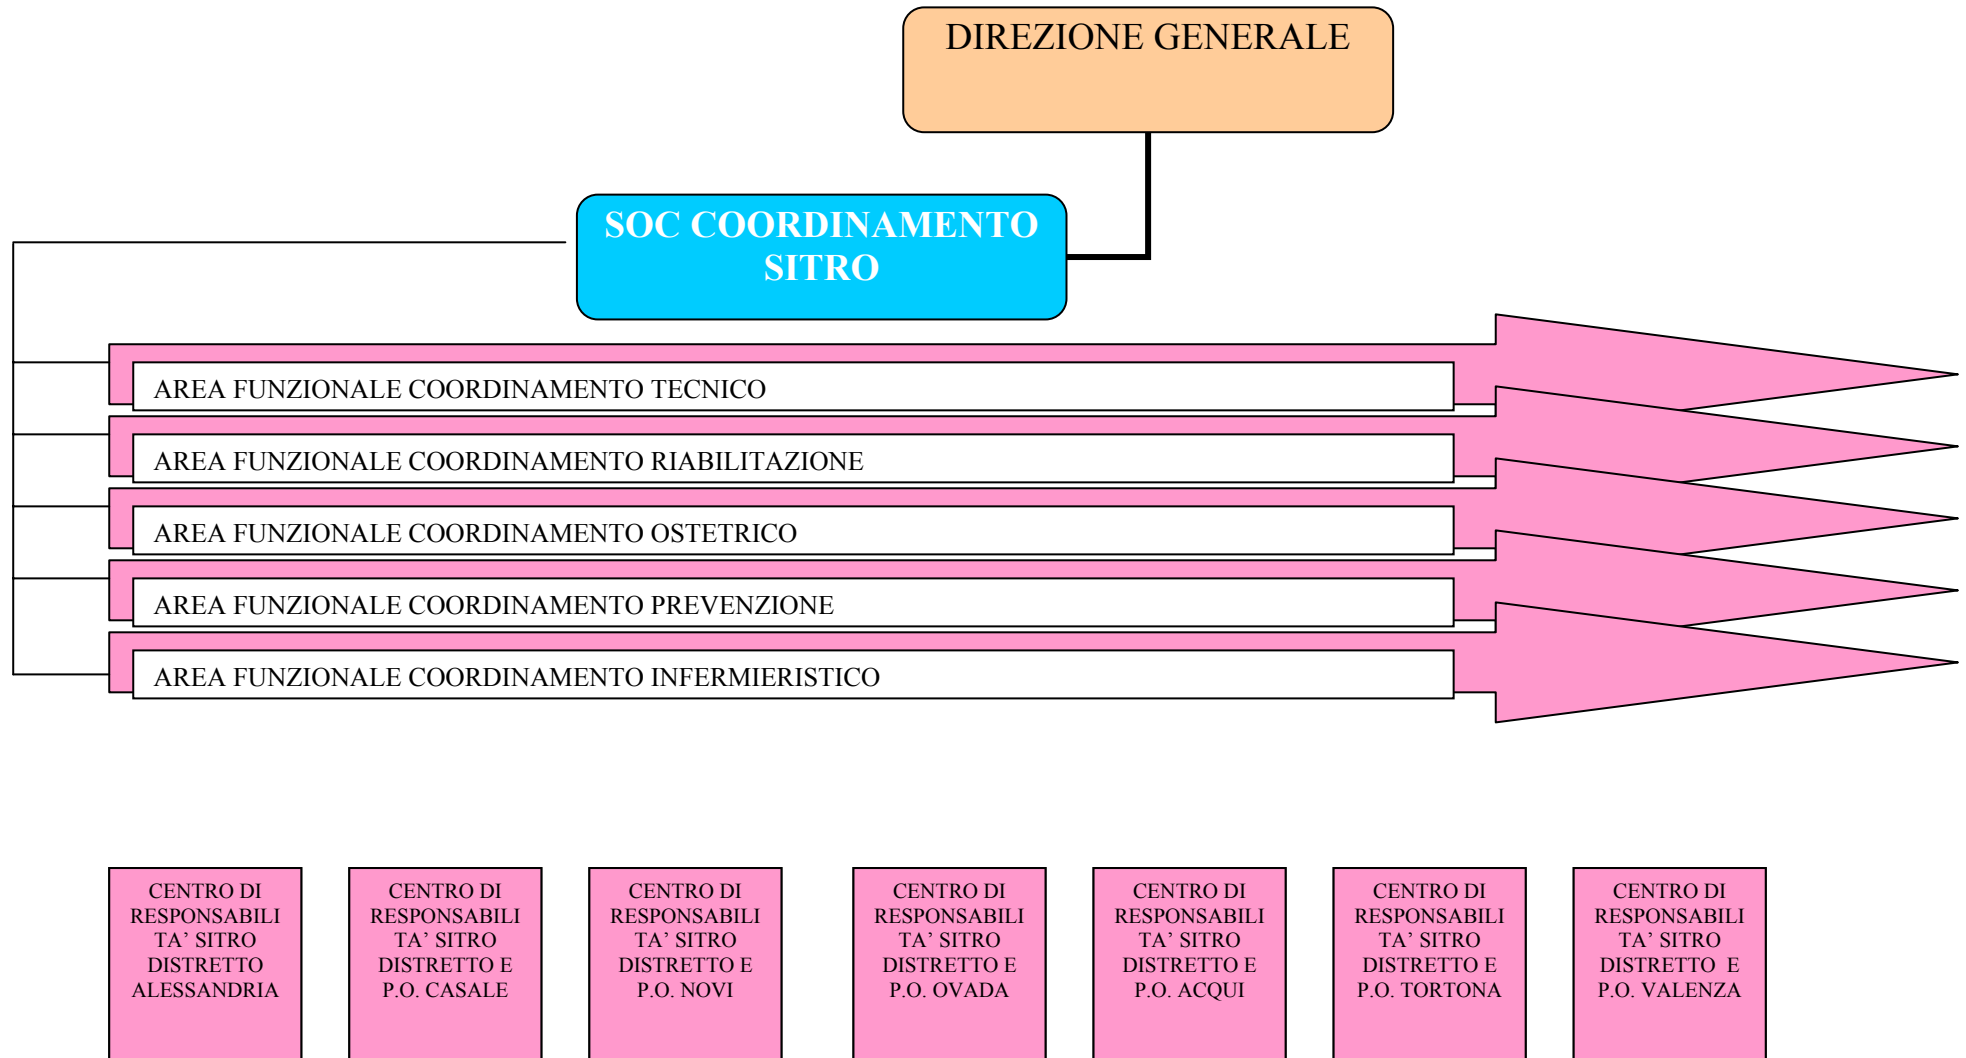 DIREZIONE GENERALE
SOC COORDINAMENTO
SITRO
AREA FUNZIONALE COORDINAMENTO TECNICO
AREA FUNZIONALE COORDINAMENTO RIABILITAZIONE
AREA FUNZIONALE COORDINAMENTO OSTETRICO
AREA FUNZIONALE COORDINAMENTO PREVENZIONE
AREA FUNZIONALE COORDINAMENTO INFERMIERISTICO
CENTRO DI
RESPONSABILI
TA’ SITRO
DISTRETTO
ALESSANDRIA
CENTRO DI
RESPONSABILI
TA’ SITRO
DISTRETTO E
P.O. CASALE
CENTRO DI
RESPONSABILI
TA’ SITRO
DISTRETTO E
P.O. NOVI
CENTRO DI
RESPONSABILI
TA’ SITRO
DISTRETTO E
P.O. OVADA
CENTRO DI
RESPONSABILI
TA’ SITRO
DISTRETTO E
P.O. ACQUI
CENTRO DI
RESPONSABILI
TA’ SITRO
DISTRETTO E
P.O. TORTONA
CENTRO DI
RESPONSABILI
TA’ SITRO
DISTRETTO  E
P.O. VALENZA